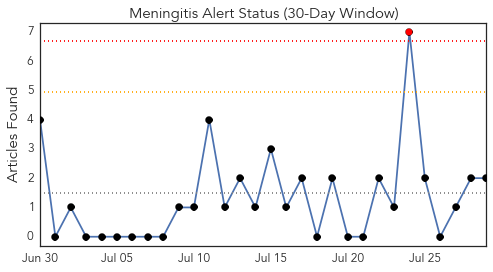 Meningitis Alert Status (30-Day Window)
Articles Found
7
6
5
4
3
2
1
0
Jun 30 Jul 05 Jul 10 Jul 15 Jul 20 Jul 25